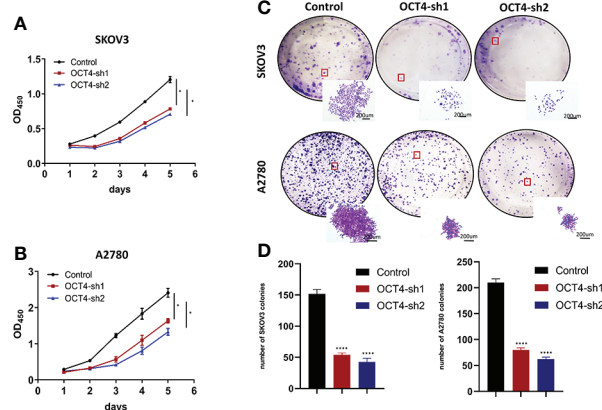 A
SKOV3
Control
OCT4-sh1
OCT4-sh2
OD450
1.5
1.0
0.5
0.0
*
*
0 1 2 3 4 5 6
days
B
A2780
Control
OCT4-sh1
OCT4-sh2
OD450
3
2
1
0
*
*
0 1 2 3 4 5 6
days
C
Control OCT4-sh1 OCT4-sh2
SKOV3
200um 200um 200um
A2780
200um 200um 200um
D
number of SKOV3 colonies
200
150
100
50
0
Control
OCT4-sh1
OCT4-sh2
**** ****
number of A2780 colonies
250
200
150
100
50
0
Control
OCT4-sh1
OCT4-sh2
**** ****